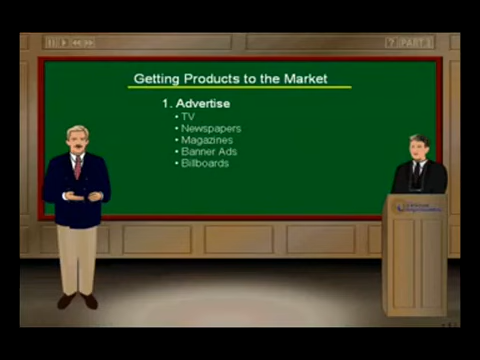 ? PART 3
Getting Products to the Market
1. Advertise
• TV
• Newspapers
• Magazines
• Banner Ads
• Billboards